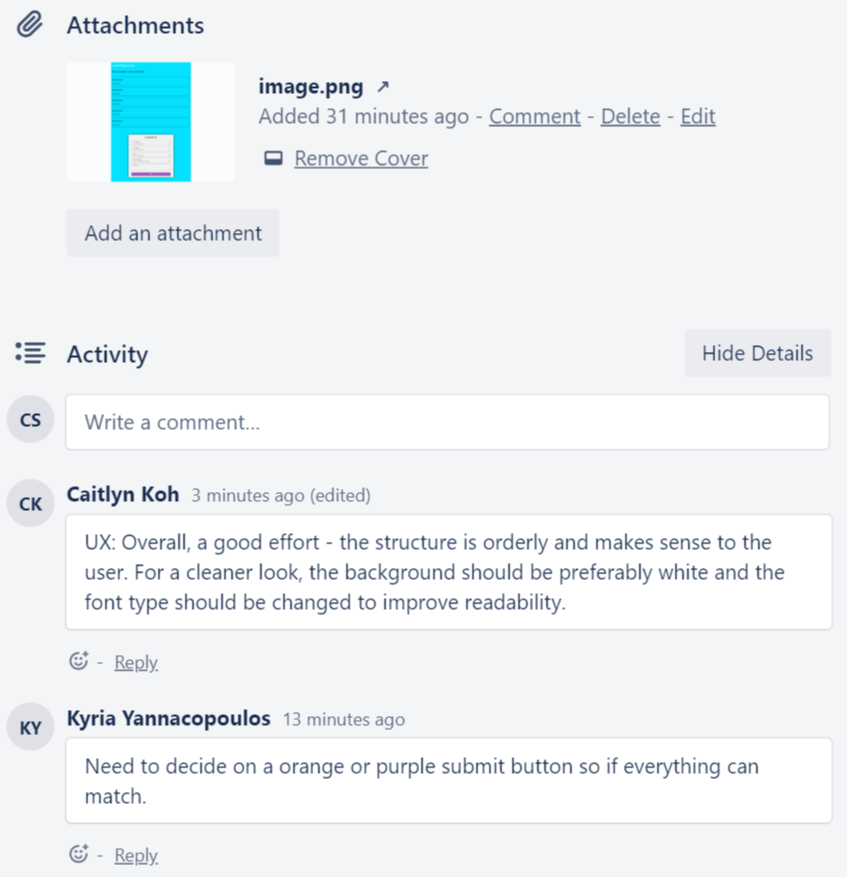 Attachments
image.png ↗
Added 31 minutes ago - Comment - Delete - Edit
Remove Cover
Add an attachment
Activity
Hide Details
CS
Write a comment...
CK
Caitlyn Koh 3 minutes ago (edited)
UX: Overall, a good effort - the structure is orderly and makes sense to the
user. For a cleaner look, the background should be preferably white and the
font type should be changed to improve readability.
- Reply
KY
Kyria Yannacopoulos 13 minutes ago
Need to decide on a orange or purple submit button so if everything can
match.
- Reply